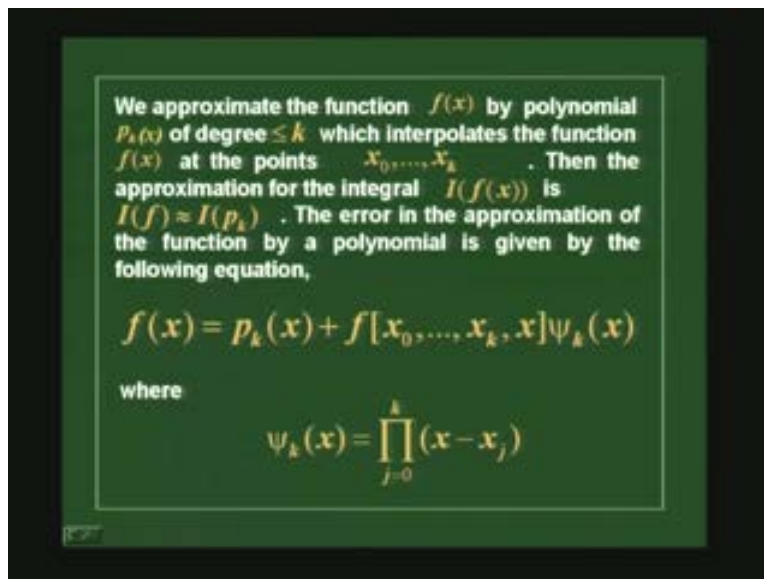 We approximate the function f(x) by polynomial
pₖ(x) of degree ≤ k which interpolates the function
f(x) at the points x₀,...,xₖ . Then the
approximation for the integral I(f(x)) is
I(f) ≈ I(pₖ) . The error in the approximation of
the function by a polynomial is given by the
following equation,
f(x) = pₖ(x) + f[x₀,...,xₖ,x]ψₖ(x)
where
ψₖ(x) = ∏_{j=0}^{k} (x − xⱼ)